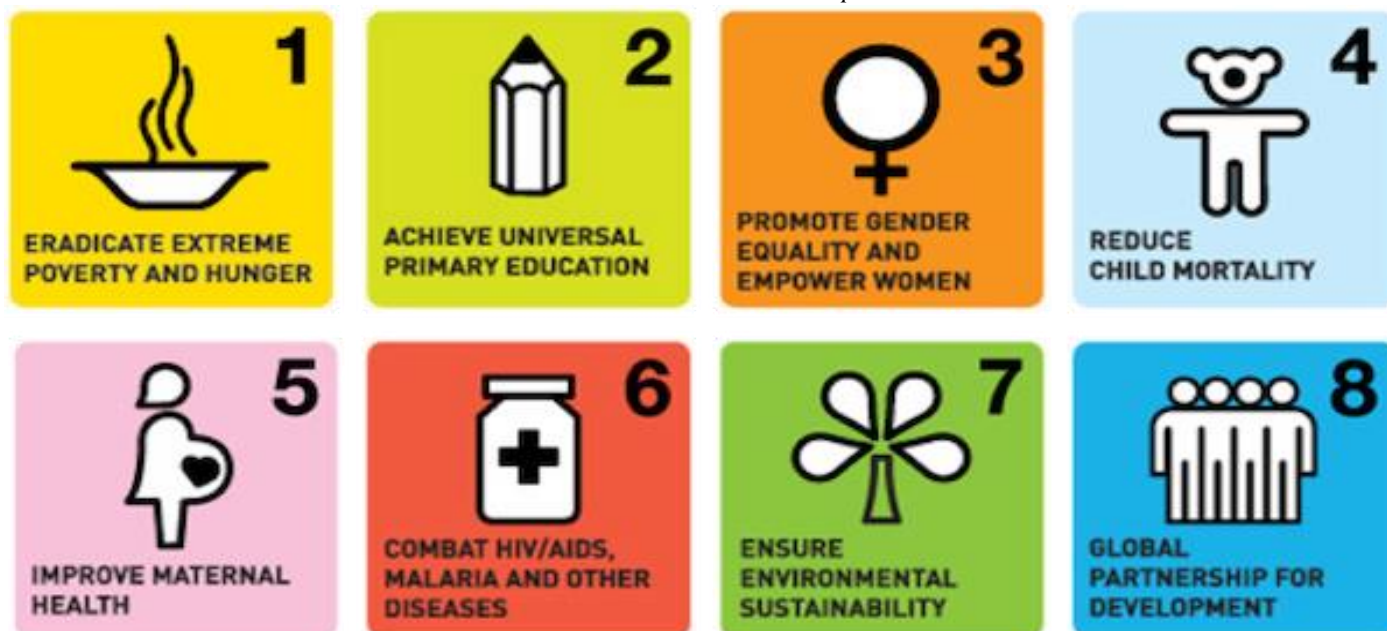 1
ERADICATE EXTREME
POVERTY AND HUNGER
2
ACHIEVE UNIVERSAL
PRIMARY EDUCATION
3
PROMOTE GENDER
EQUALITY AND
EMPOWER WOMEN
4
REDUCE
CHILD MORTALITY
5
IMPROVE MATERNAL
HEALTH
6
COMBAT HIV/AIDS,
MALARIA AND OTHER
DISEASES
7
ENSURE
ENVIRONMENTAL
SUSTAINABILITY
8
GLOBAL
PARTNERSHIP FOR
DEVELOPMENT